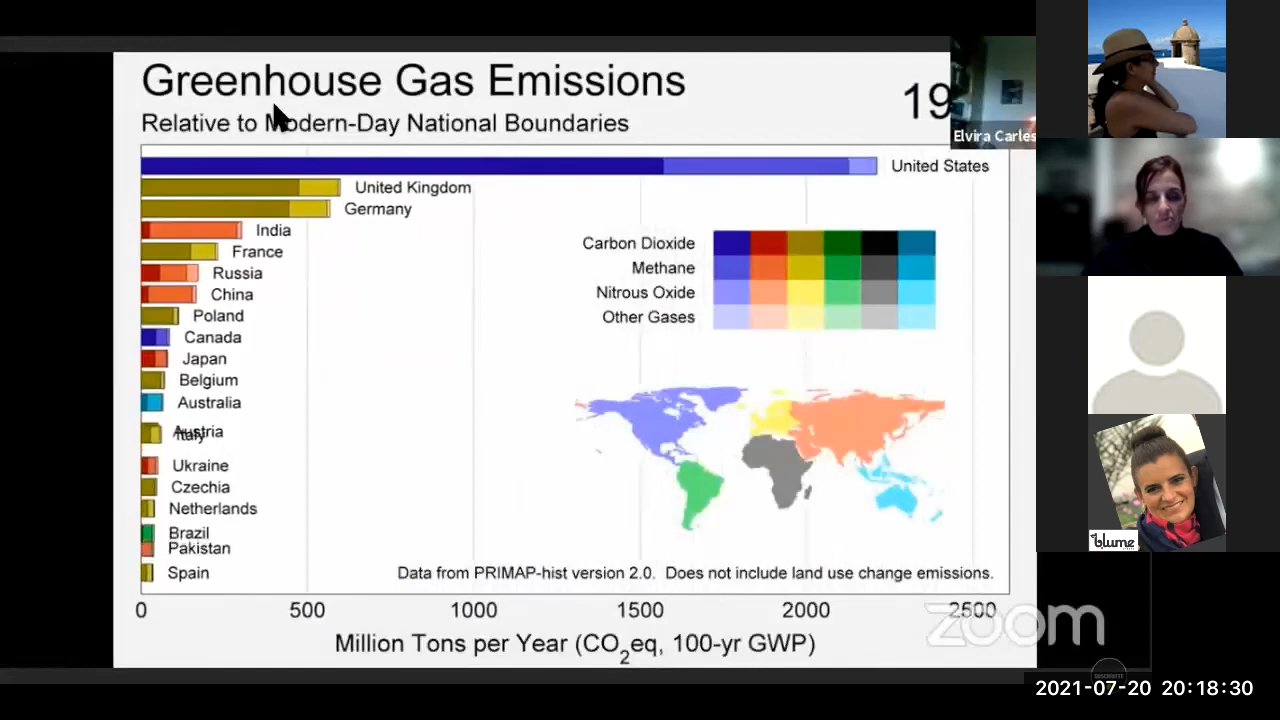 Greenhouse Gas Emissions
19
Relative to Modern-Day National Boundaries
Elvira Carles
United States
United Kingdom
Germany
India
France
Russia
China
Poland
Canada
Japan
Belgium
Australia
Austria
Italy
Ukraine
Czechia
Netherlands
Brazil
Pakistan
Spain
Carbon Dioxide
Methane
Nitrous Oxide
Other Gases
Data from PRIMAP-hist version 2.0. Does not include land use change emissions.
0 500 1000 1500 2000 2500
Million Tons per Year (CO2eq, 100-yr GWP)
zoom
blume
2021-07-20 20:18:30